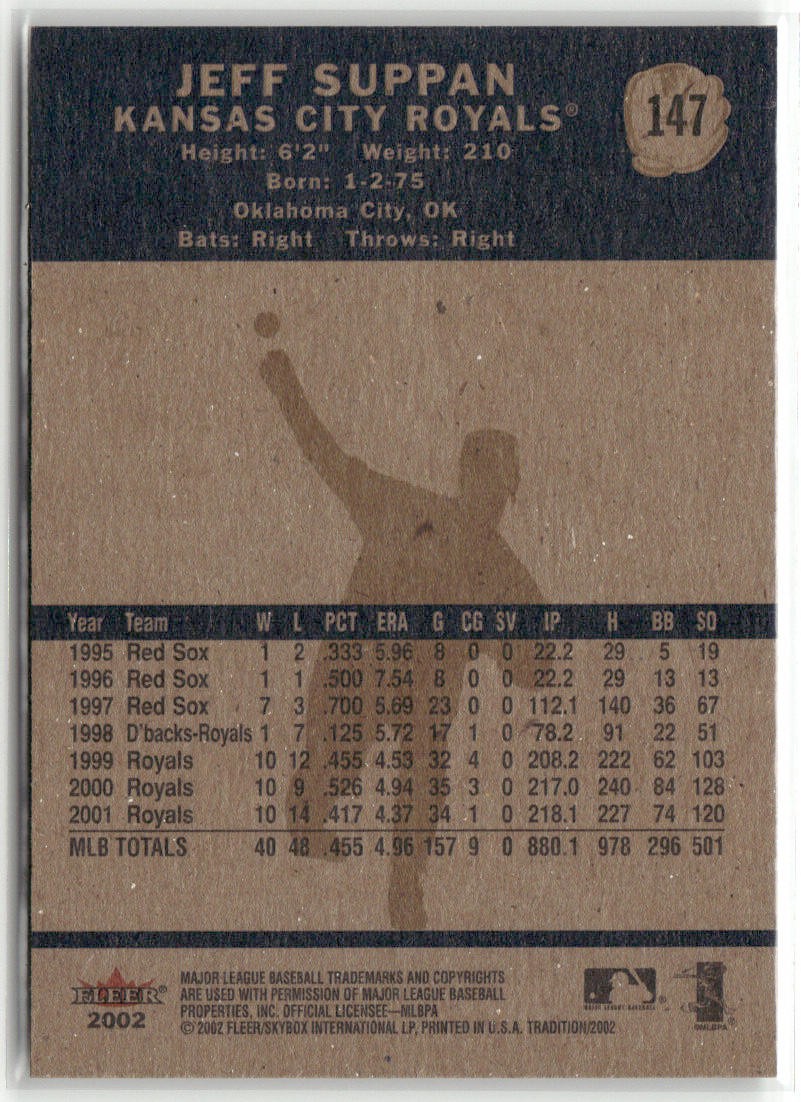 JEFF SUPPAN
KANSAS CITY ROYALS®
147
Height: 6'2" Weight: 210
Born: 1-2-75
Oklahoma City, OK
Bats: Right Throws: Right
Year Team W L PCT ERA G CG SV IP H BB SO
1995 Red Sox 1 2 .333 5.96 8 0 0 22.2 29 5 19
1996 Red Sox 1 1 .500 7.54 8 0 0 22.2 29 13 13
1997 Red Sox 7 3 .700 5.69 23 0 0 112.1 140 36 67
1998 D'backs-Royals 1 7 .125 5.72 17 1 0 78.2 91 22 51
1999 Royals 10 12 .455 4.53 32 4 0 208.2 222 62 103
2000 Royals 10 9 .526 4.94 35 3 0 217.0 240 84 128
2001 Royals 10 14 .417 4.37 34 1 0 218.1 227 74 120
MLB TOTALS 40 48 .455 4.96 157 9 0 880.1 978 296 501
FLEER®
2002
MAJOR LEAGUE BASEBALL TRADEMARKS AND COPYRIGHTS
ARE USED WITH PERMISSION OF MAJOR LEAGUE BASEBALL
PROPERTIES, INC. OFFICIAL LICENSEE—MLBPA
© 2002 FLEER/SKYBOX INTERNATIONAL LP, PRINTED IN U.S.A. TRADITION/2002
MAJOR LEAGUE BASEBALL
©MLBPA